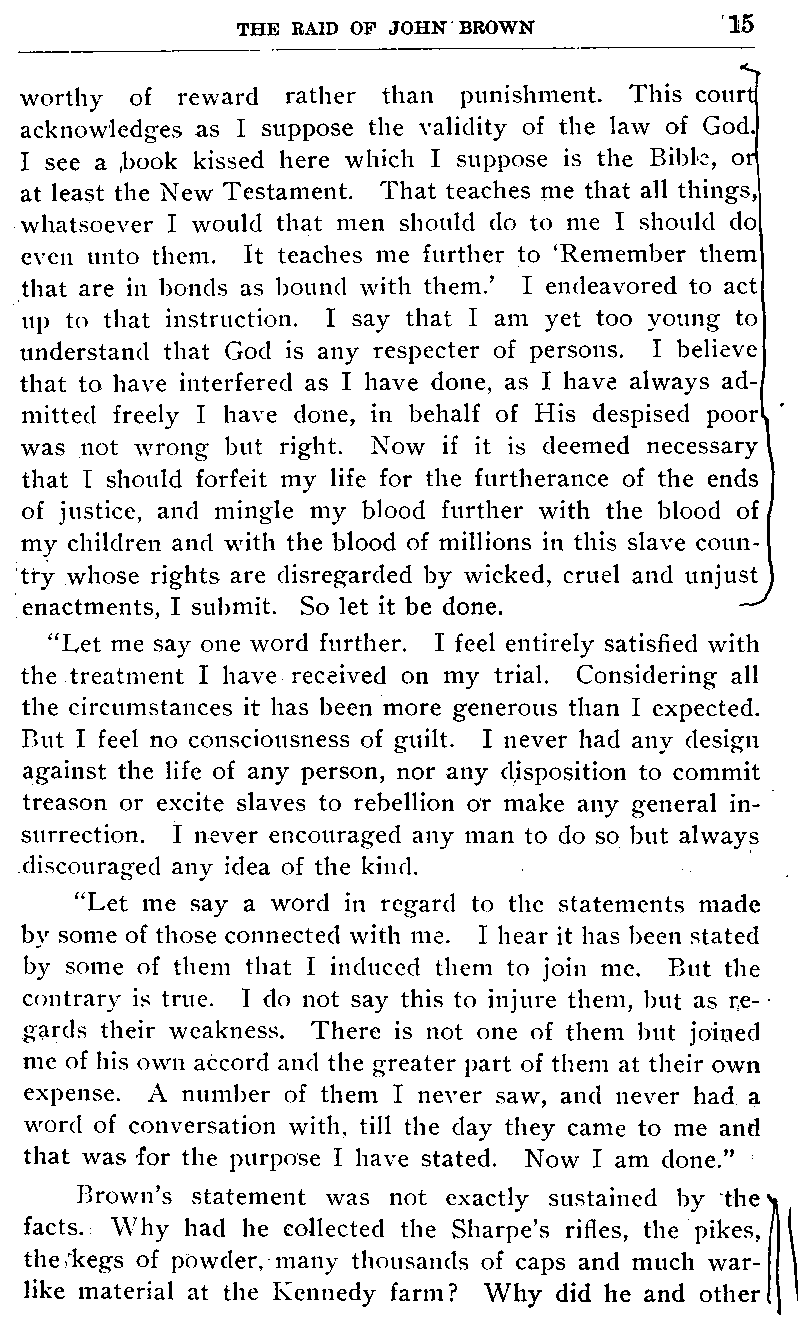 THE RAID OF JOHN BROWN 15
worthy of reward rather than punishment. This court
acknowledges as I suppose the validity of the law of God.
I see a book kissed here which I suppose is the Bible, or
at least the New Testament. That teaches me that all things,
whatsoever I would that men should do to me I should do
even unto them. It teaches me further to ‘Remember them
that are in bonds as bound with them.’ I endeavored to act
up to that instruction. I say that I am yet too young to
understand that God is any respecter of persons. I believe
that to have interfered as I have done, as I have always ad-
mitted freely I have done, in behalf of His despised poor
was not wrong but right. Now if it is deemed necessary
that I should forfeit my life for the furtherance of the ends
of justice, and mingle my blood further with the blood of
my children and with the blood of millions in this slave coun-
try whose rights are disregarded by wicked, cruel and unjust
enactments, I submit. So let it be done.
“Let me say one word further. I feel entirely satisfied with
the treatment I have received on my trial. Considering all
the circumstances it has been more generous than I expected.
But I feel no consciousness of guilt. I never had any design
against the life of any person, nor any disposition to commit
treason or excite slaves to rebellion or make any general in-
surrection. I never encouraged any man to do so but always
discouraged any idea of the kind.
“Let me say a word in regard to the statements made
by some of those connected with me. I hear it has been stated
by some of them that I induced them to join me. But the
contrary is true. I do not say this to injure them, but as re-
gards their weakness. There is not one of them but joined
me of his own accord and the greater part of them at their own
expense. A number of them I never saw, and never had a
word of conversation with, till the day they came to me and
that was for the purpose I have stated. Now I am done.”
Brown’s statement was not exactly sustained by the
facts. Why had he collected the Sharpe’s rifles, the pikes,
the kegs of powder, many thousands of caps and much war-
like material at the Kennedy farm? Why did he and other